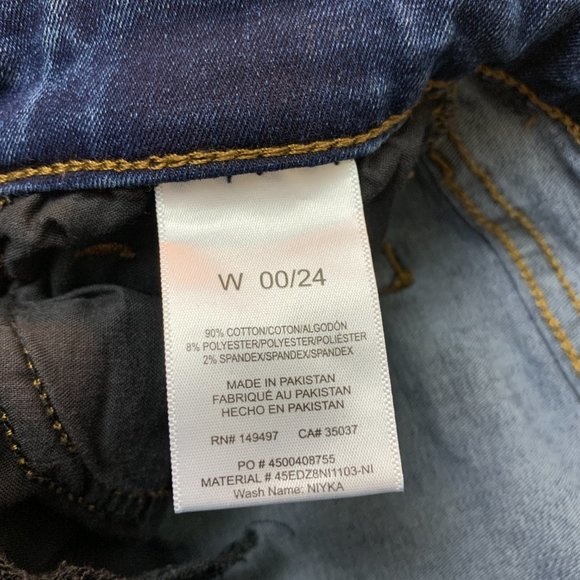 W 00/24
90% COTTON/COTON/ALGODÓN
8% POLYESTER/POLYESTER/POLIÉSTER
2% SPANDEX/SPANDEX/SPANDEX
MADE IN PAKISTAN
FABRIQUÉ AU PAKISTAN
HECHO EN PAKISTAN
RN# 149497 CA# 35037
PO # 4500408755
MATERIAL # 45EDZ8NI1103-NI
Wash Name: NIYKA